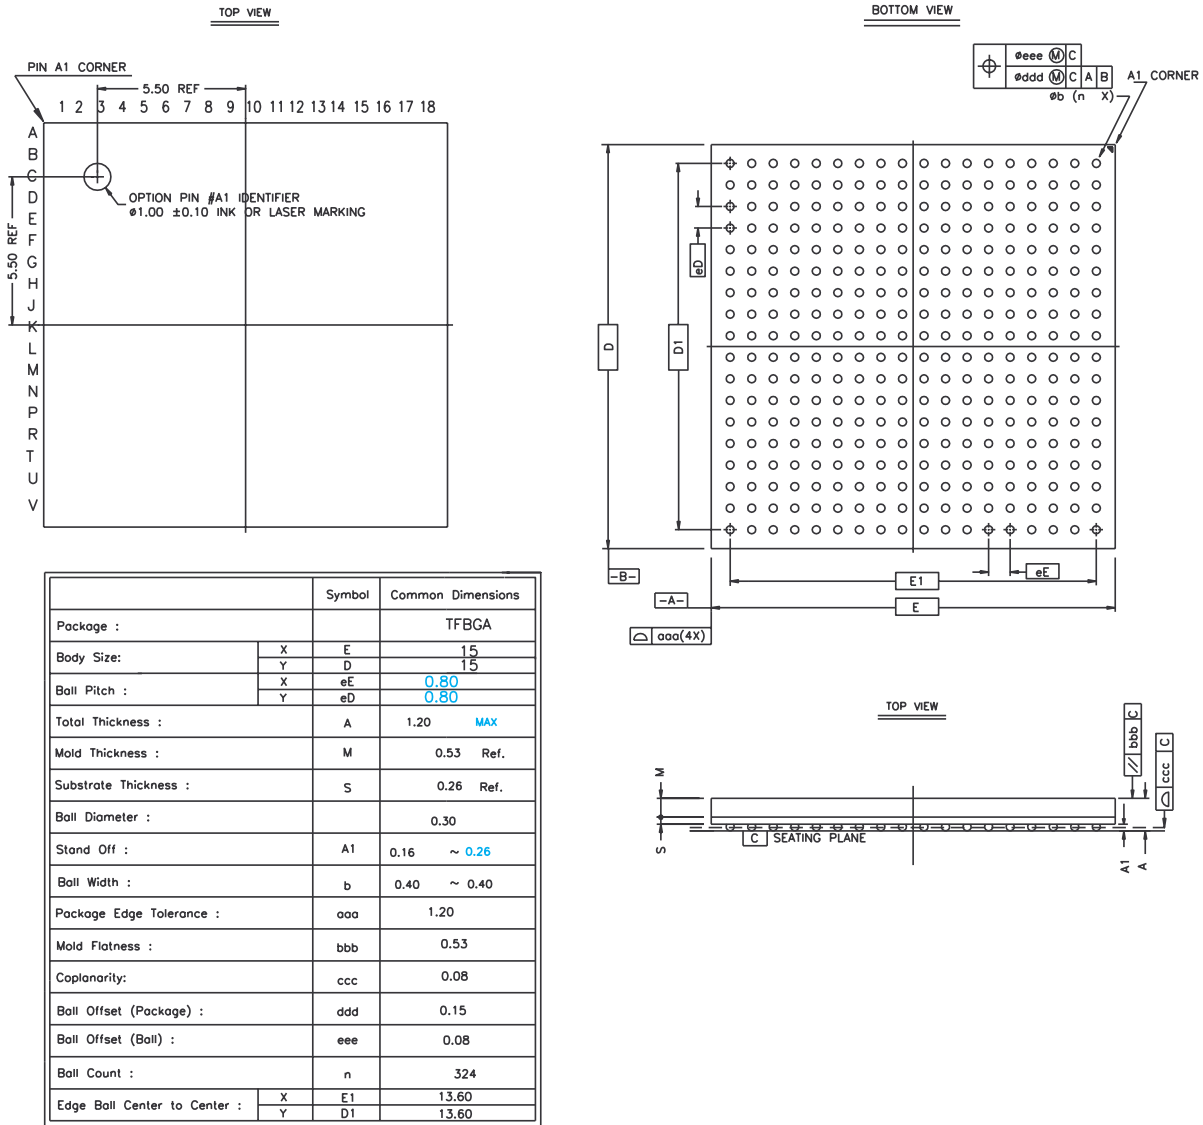 TOP VIEW
PIN A1 CORNER
5.50 REF
1 2 3 4 5 6 7 8 9 10 11 12 13 14 15 16 17 18
A
B
C
D
E
F
G
H
J
K
L
M
N
P
R
T
U
V
5.50 REF
OPTION PIN #A1 IDENTIFIER
ø1.00 ±0.10 INK OR LASER MARKING
BOTTOM VIEW
øeee Ⓜ C
øddd Ⓜ C A B
øb (n X)
A1 CORNER
eD
D
D1
-B-
E1
eE
-A-
E
aaa(4X)
TOP VIEW
M
S
C SEATING PLANE
// bbb C
ccc C
A1
A
Symbol Common Dimensions
Package : TFBGA
Body Size: X E 15
Y D 15
Ball Pitch : X eE 0.80
Y eD 0.80
Total Thickness : A 1.20 MAX
Mold Thickness : M 0.53 Ref.
Substrate Thickness : S 0.26 Ref.
Ball Diameter : 0.30
Stand Off : A1 0.16 ~ 0.26
Ball Width : b 0.40 ~ 0.40
Package Edge Tolerance : aaa 1.20
Mold Flatness : bbb 0.53
Coplanarity: ccc 0.08
Ball Offset (Package) : ddd 0.15
Ball Offset (Ball) : eee 0.08
Ball Count : n 324
Edge Ball Center to Center : X E1 13.60
Y D1 13.60